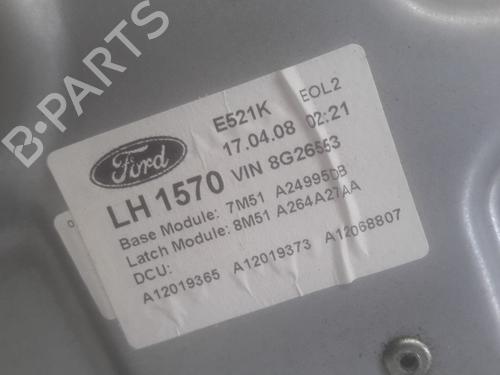 B-PARTS
Ford
E521K EOL2
17.04.08 02:21
LH 1570 VIN 8G26553
Base Module: 7M51 A24995DB
Latch Module: 8M51 A264A27AA
DCU:
A12019365 A12019373 A12068807